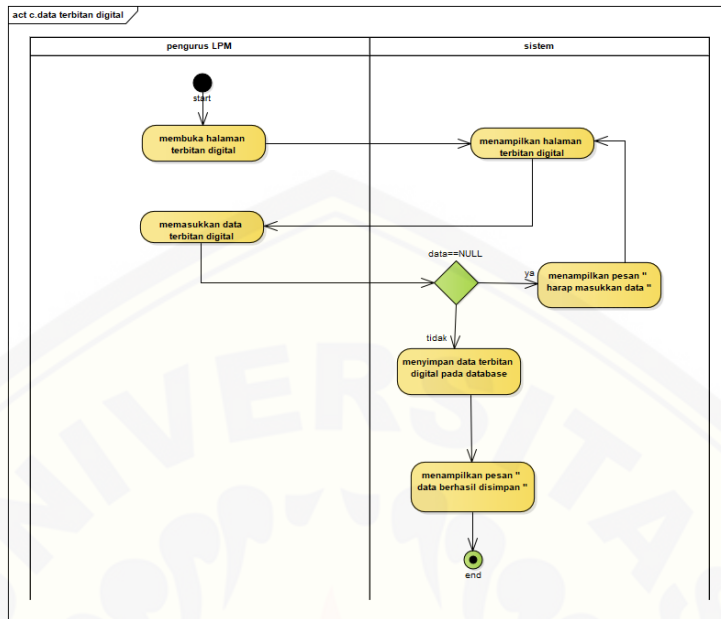 act c.data terbitan digital
pengurus LPM
sistem
start
membuka halaman
terbitan digital
menampilkan halaman
terbitan digital
memasukkan data
terbitan digital
data==NULL
ya
menampilkan pesan "
harap masukkan data "
tidak
menyimpan data terbitan
digital pada database
menampilkan pesan "
data berhasil disimpan "
end
UNIVERSITAS